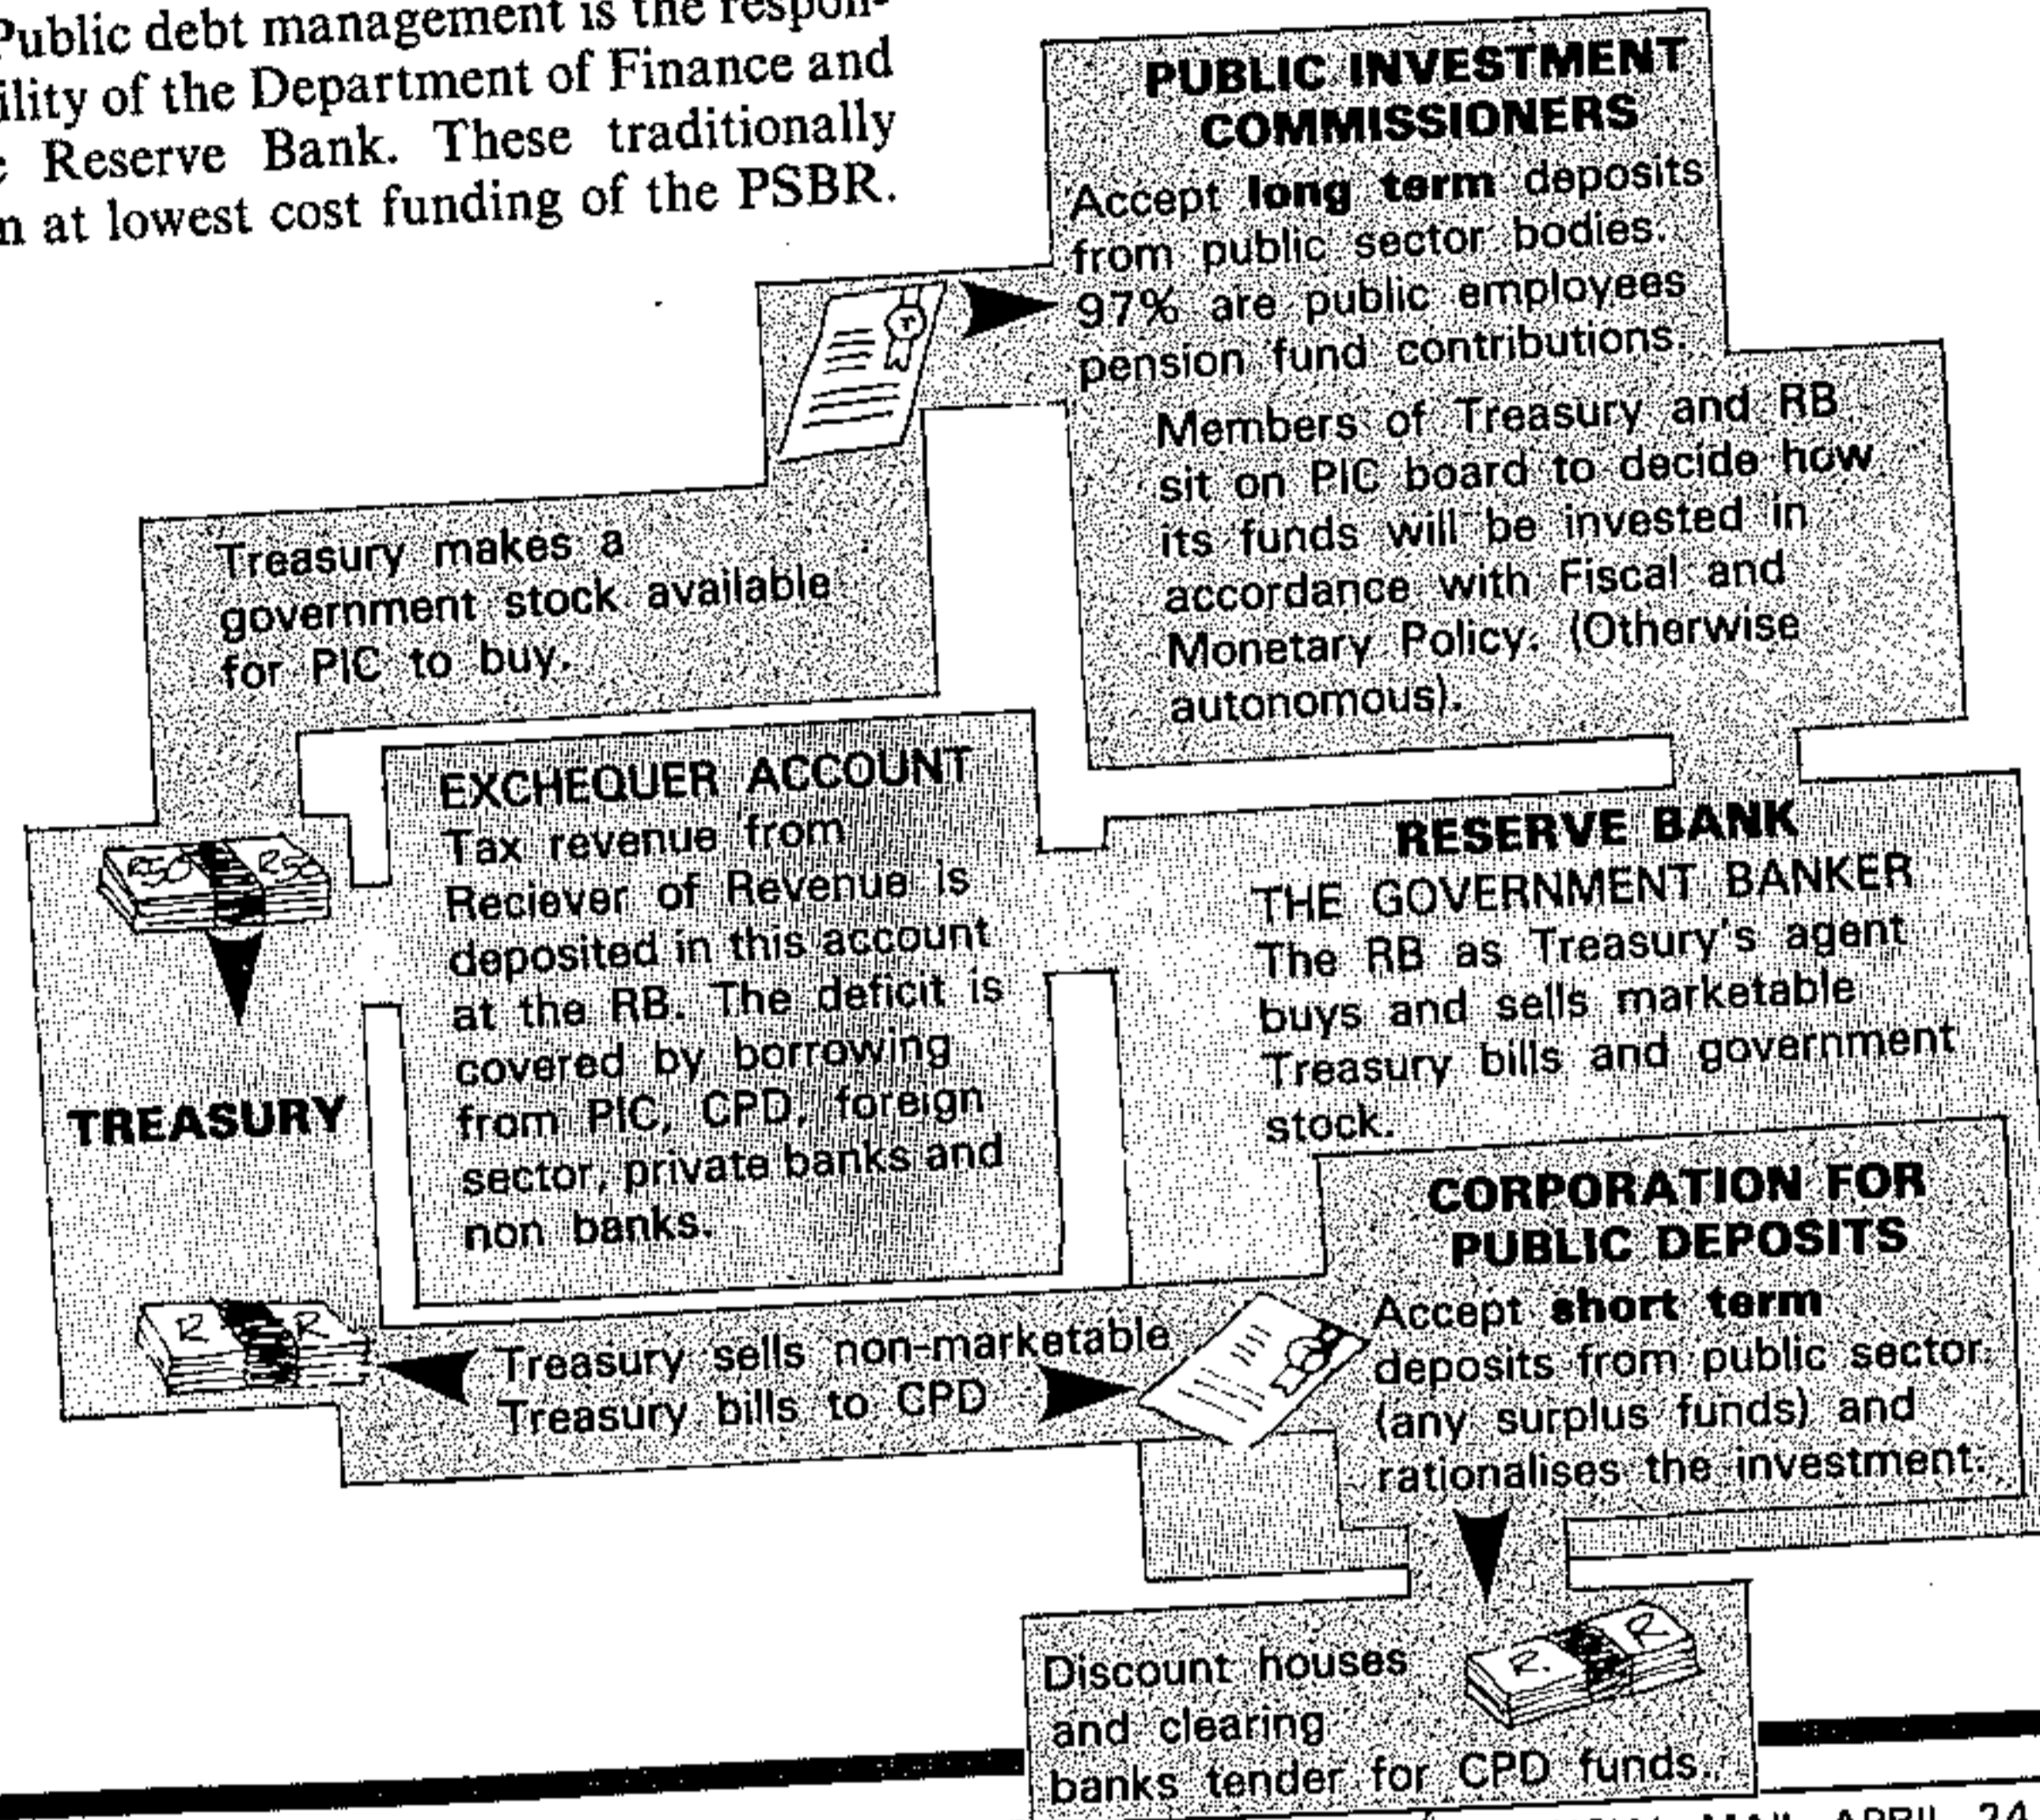 Public debt management is the respon-
ility of the Department of Finance and
Reserve Bank. These traditionally
at lowest cost funding of the PSBR.
PUBLIC INVESTMENT
COMMISSIONERS
Accept long term deposits
from public sector bodies.
97% are public employees
pension fund contributions.
Members of Treasury and RB
sit on PIC board to decide how
its funds will be invested in
accordance with Fiscal and
Monetary Policy. (Otherwise
autonomous).
Treasury makes a
government stock available
for PIC to buy.
EXCHEQUER ACCOUNT
Tax revenue from
Reciever of Revenue is
deposited in this account
at the RB. The deficit is
covered by borrowing
from PIC, CPD, foreign
sector, private banks and
non banks.
RESERVE BANK
THE GOVERNMENT BANKER
The RB as Treasury's agent
buys and sells marketable
Treasury bills and government
stock.
TREASURY
CORPORATION FOR
PUBLIC DEPOSITS
Accept short term
deposits from public sector
(any surplus funds) and
rationalises the investment.
R R
Treasury sells non-marketable
Treasury bills to CPD
Discount houses
and clearing
banks tender for CPD funds.
R. R
MAIL APRIL 24